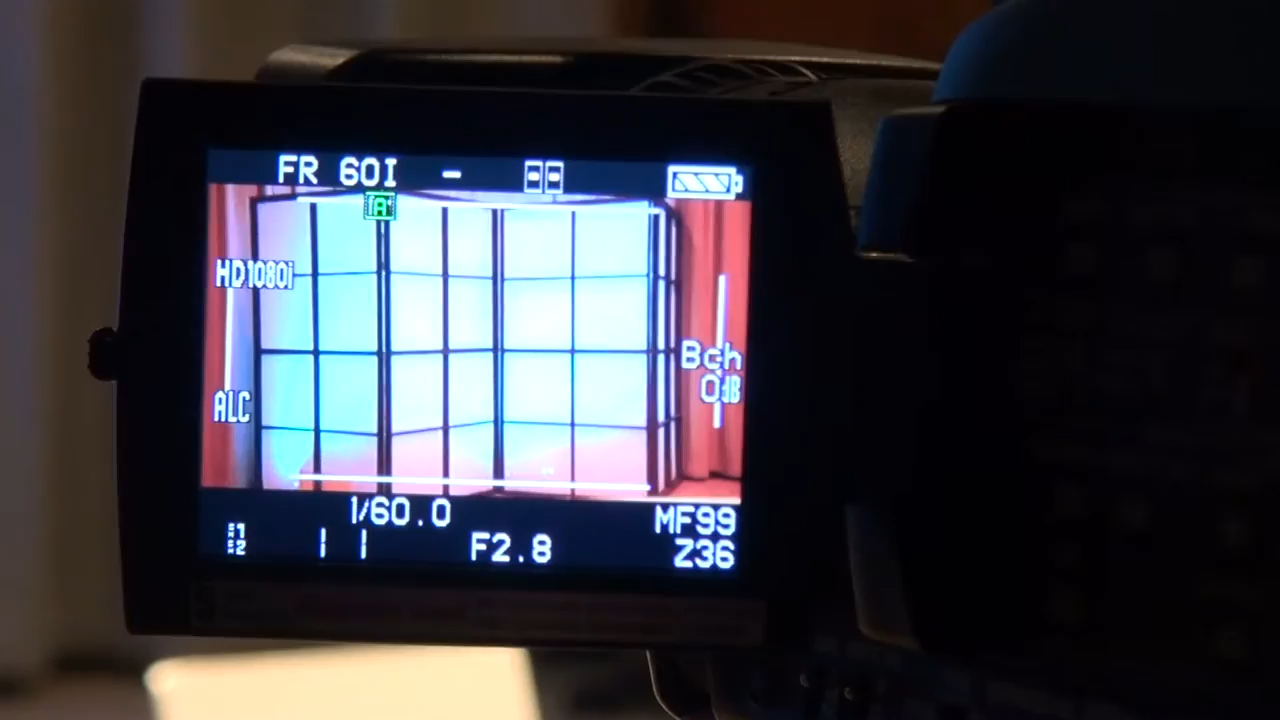 FR 60I -
A
HD1080i
Bch
0dB
ALC
1/60.0
MF99
F2.8
Z36